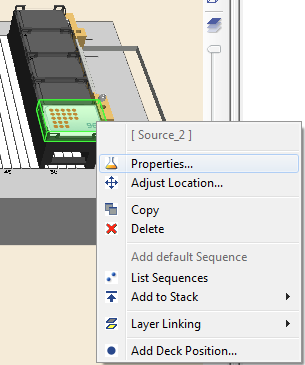 [ Source_2 ]
Properties...
Adjust Location...
Copy
Delete
Add default Sequence
List Sequences
Add to Stack
Layer Linking
Add Deck Position...